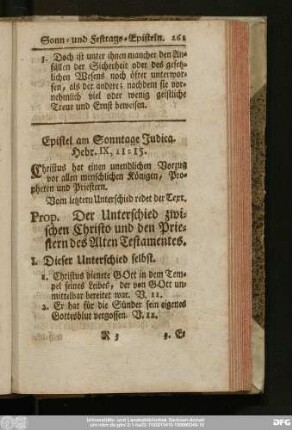 Sonn- und Festtags-Episteln. 261
3. Doch ist unter ihnen mancher den An-
fällen der Sicherheit oder des gesetz-
lichen Wesens noch öfter unterwor-
fen, als der andere; nachdem sie vor-
nehmlich viel oder wenig geistliche
Treue und Ernst beweisen.
Epistel am Sonntage Judica.
Hebr. IX, 11-15.
Christus hat einen unendlichen Vorzug
vor allen menschlichen Königen, Pro-
pheten und Priestern.
Vom letztern Unterschied redet der Text.
Prop. Der Unterschied zwi-
schen Christo und den Prie-
stern des Alten Testamentes.
I. Dieser Unterschied selbst.
1. Christus dienete GOtt in dem Tem-
pel seines Leibes, der von GOtt un-
mittelbar bereitet war. V. 11.
2. Er hat für die Sünder sein eigenes
Gottesblut vergossen. V. 12.
R 3 3. Er